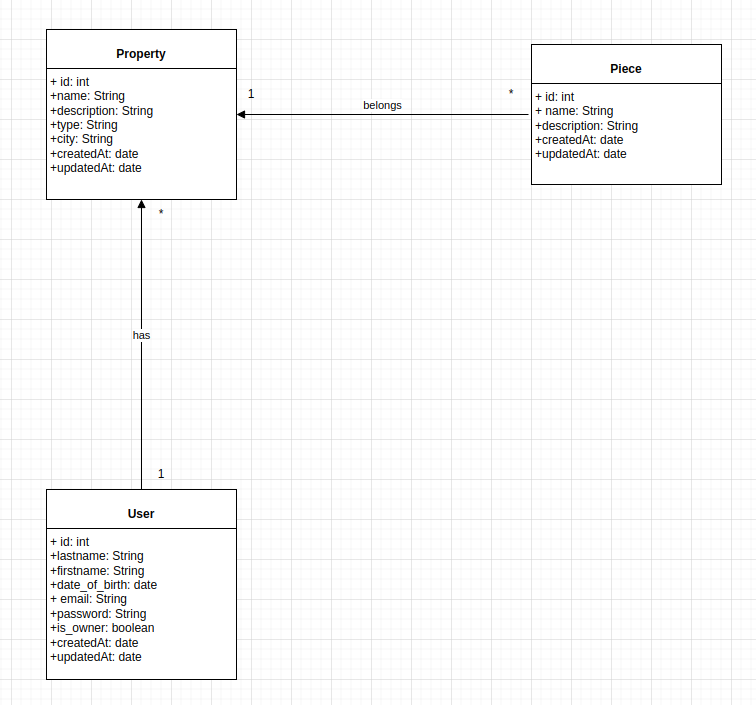 Property
+ id: int
+name: String
+description: String
+type: String
+city: String
+createdAt: date
+updatedAt: date
1
belongs
*
Piece
+ id: int
+ name: String
+description: String
+createdAt: date
+updatedAt: date
*
has
1
User
+ id: int
+lastname: String
+firstname: String
+date_of_birth: date
+ email: String
+password: String
+is_owner: boolean
+createdAt: date
+updatedAt: date